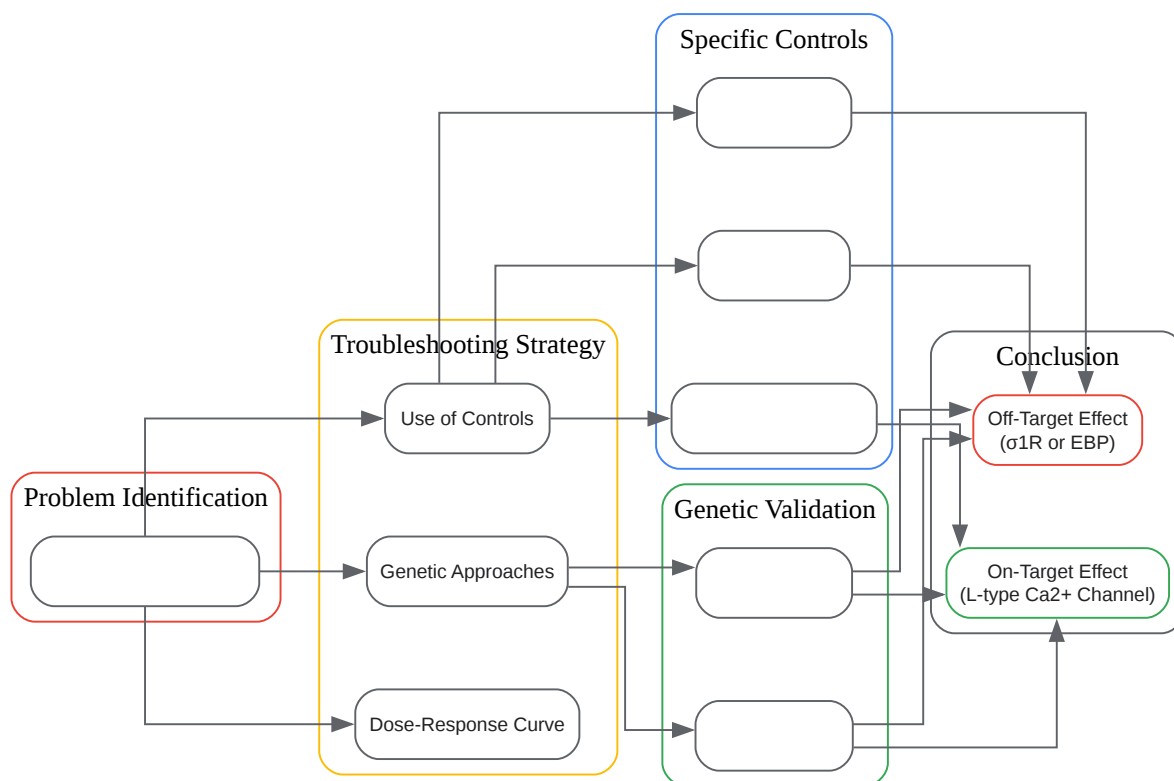 Specific Controls
Troubleshooting Strategy
Conclusion
Use of Controls
Off-Target Effect
(σ1R or EBP)
Problem Identification
Genetic Validation
Genetic Approaches
On-Target Effect
(L-type Ca2+ Channel)
Dose-Response Curve